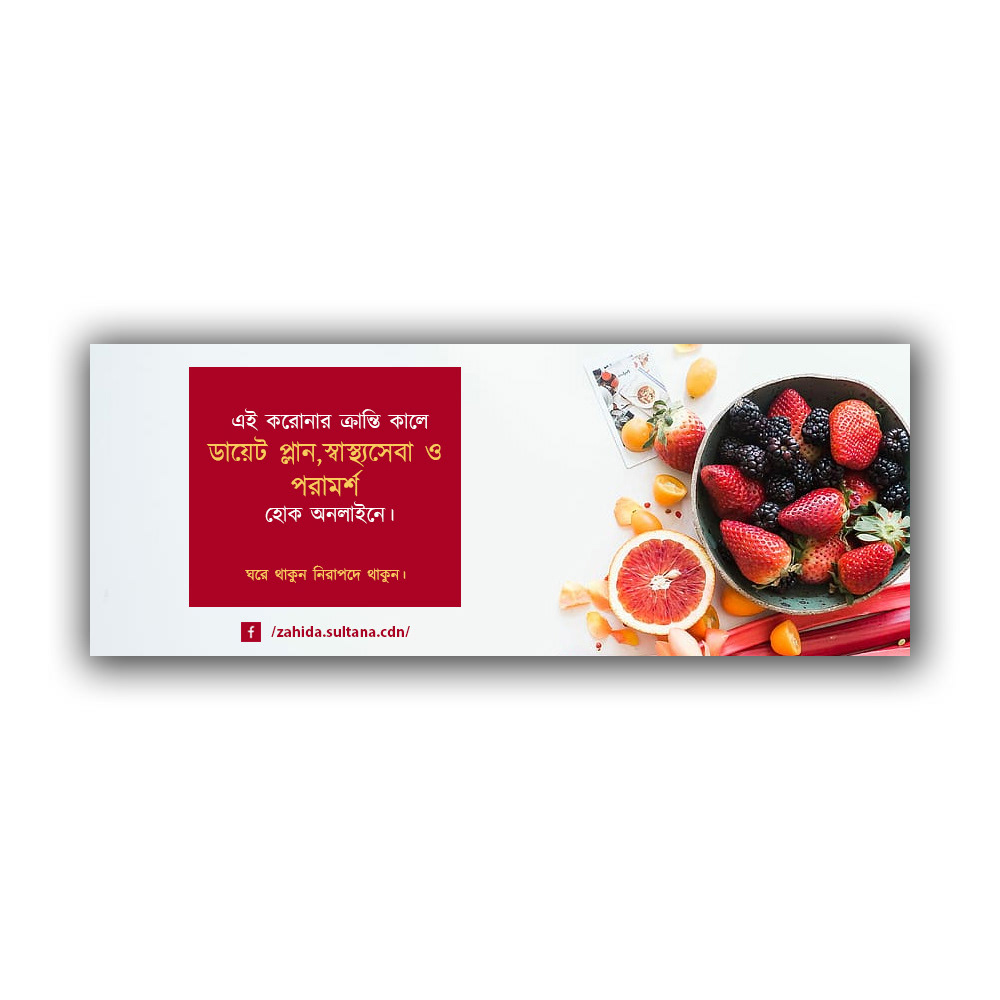 এই করোনার ক্রান্তি কালে
ডায়েট প্লান,স্বাস্থ্যসেবা ও
পরামর্শ
হোক অনলাইনে।
ঘরে থাকুন নিরাপদে থাকুন।
f /zahida.sultana.cdn/